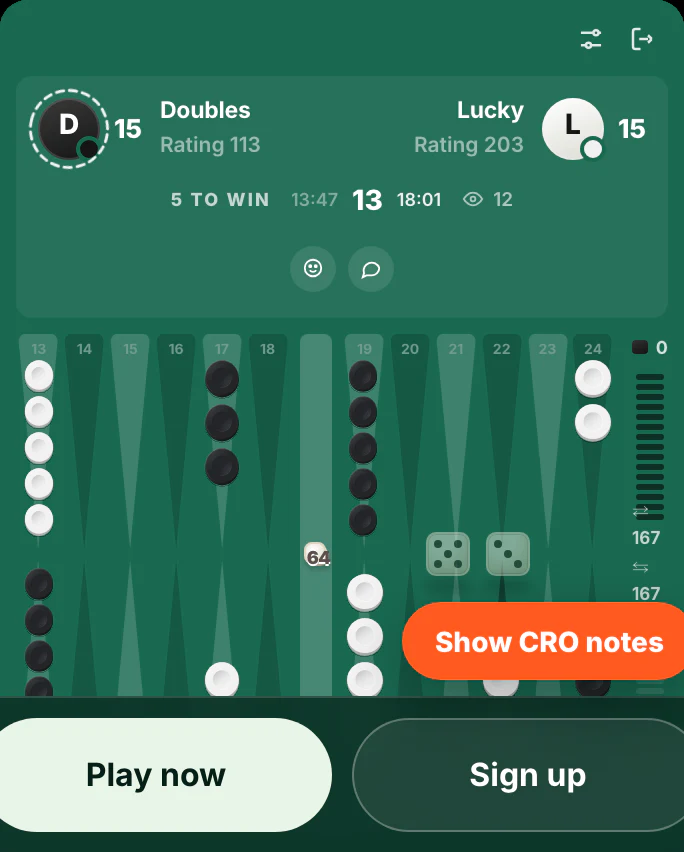 D 15 Doubles Lucky L 15
Rating 113 Rating 203
5 TO WIN 13:47 13 18:01 12
13 14 15 16 17 18 19 20 21 22 23 24 0
167
64
167
Show CRO notes
Play now Sign up